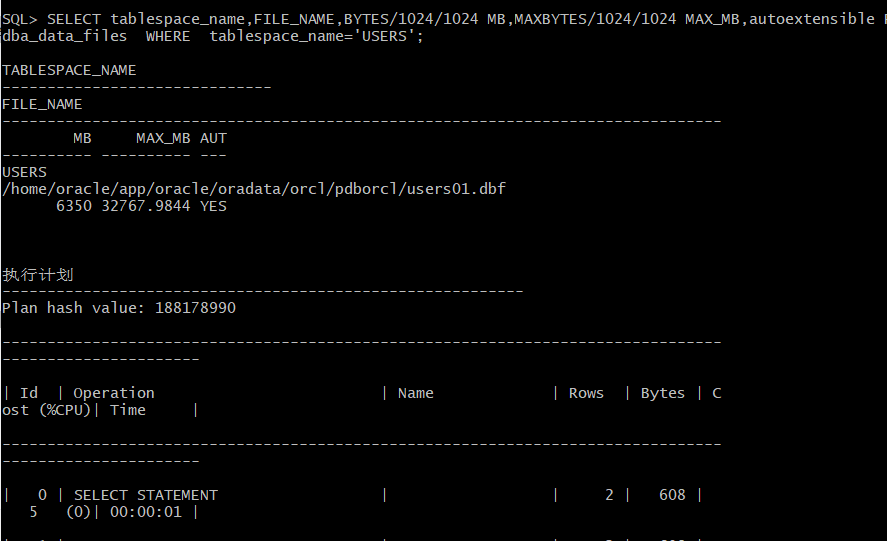 SQL> SELECT tablespace_name,FILE_NAME,BYTES/1024/1024 MB,MAXBYTES/1024/1024 MAX_MB,autoextensible
dba_data_files  WHERE  tablespace_name='USERS';
TABLESPACE_NAME
------------------------------
FILE_NAME
--------------------------------------------------------------------------------
        MB     MAX_MB AUT
---------- ---------- ---
USERS
/home/oracle/app/oracle/oradata/orcl/pdborcl/users01.dbf
      6350 32767.9844 YES
执行计划
----------------------------------------------------------
Plan hash value: 188178990
--------------------------------------------------------------------------------
----------------------
| Id  | Operation                         | Name             | Rows  | Bytes | C
ost (%CPU)| Time     |
--------------------------------------------------------------------------------
----------------------
|   0 | SELECT STATEMENT                  |                  |     2 |   608 |
   5   (0)| 00:00:01 |